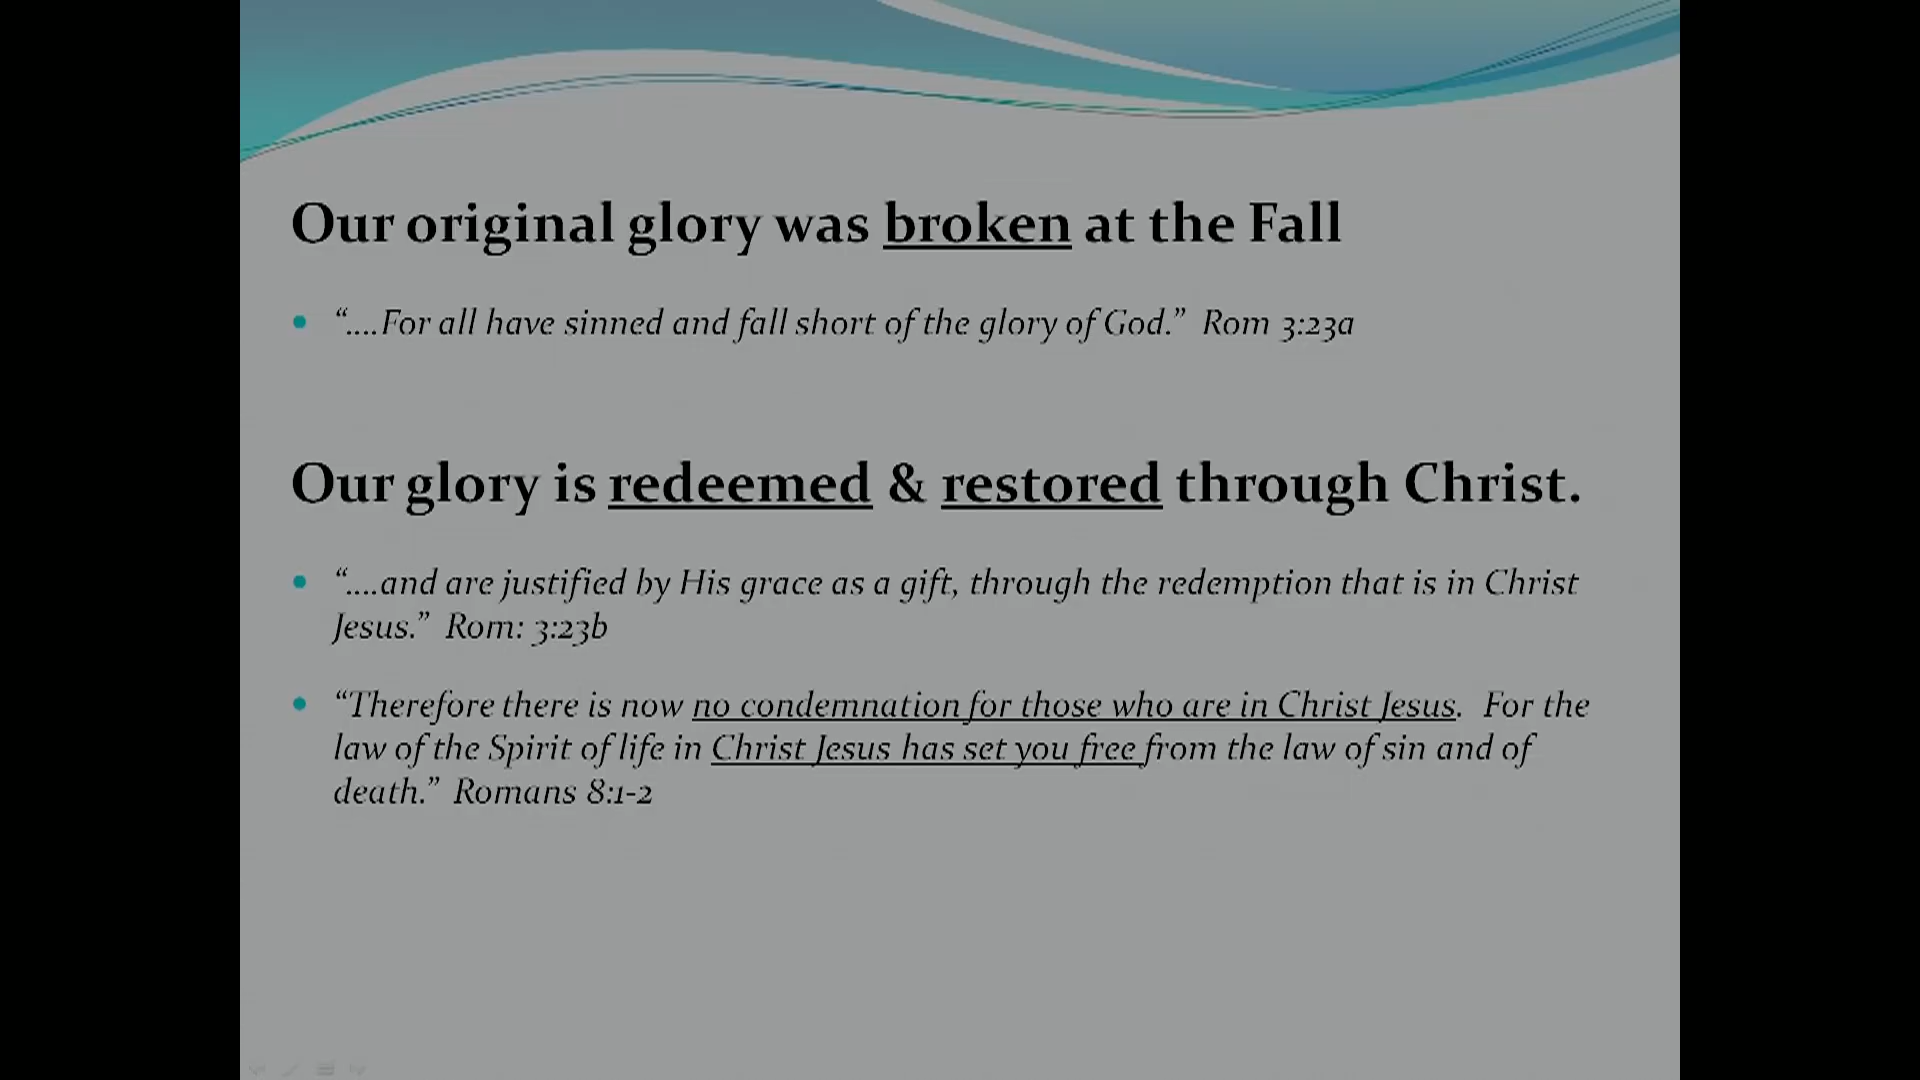 Our original glory was broken at the Fall
“....For all have sinned and fall short of the glory of God.” Rom 3:23a
Our glory is redeemed & restored through Christ.
“....and are justified by His grace as a gift, through the redemption that is in Christ
Jesus.” Rom: 3:23b
“Therefore there is now no condemnation for those who are in Christ Jesus. For the
law of the Spirit of life in Christ Jesus has set you free from the law of sin and of
death.” Romans 8:1-2